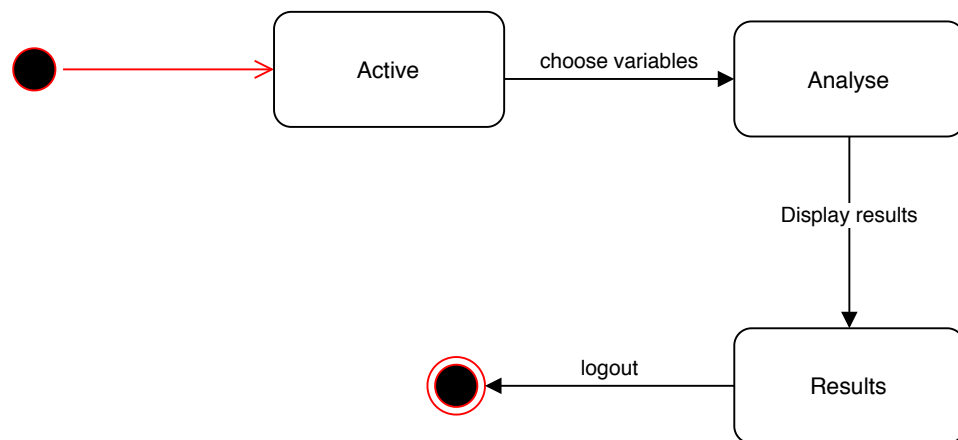 Active
choose variables
Analyse
Display results
logout
Results